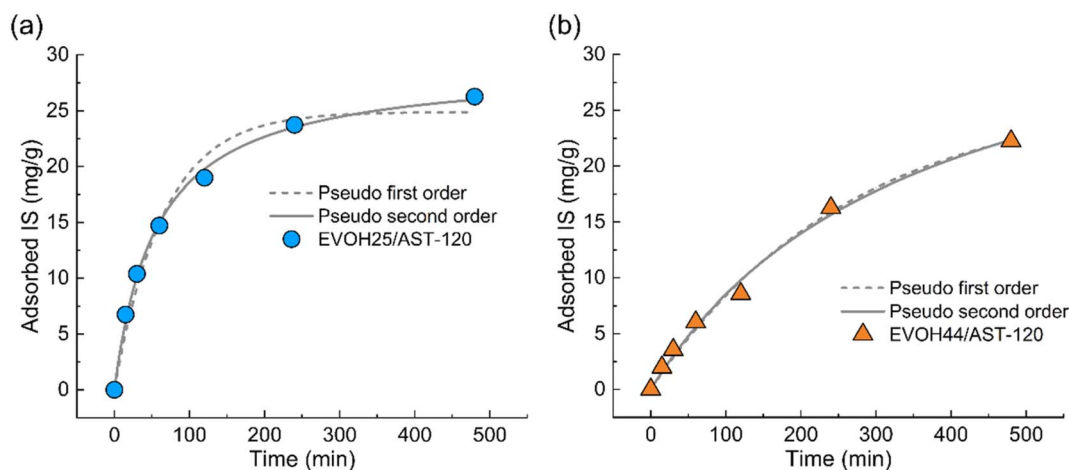 (a)
30
25
20
15
10
5
0
Adsorbed IS (mg/g)
Pseudo first order
Pseudo second order
EVOH25/AST-120
0 100 200 300 400 500
Time (min)
(b)
30
25
20
15
10
5
0
Adsorbed IS (mg/g)
Pseudo first order
Pseudo second order
EVOH44/AST-120
0 100 200 300 400 500
Time (min)